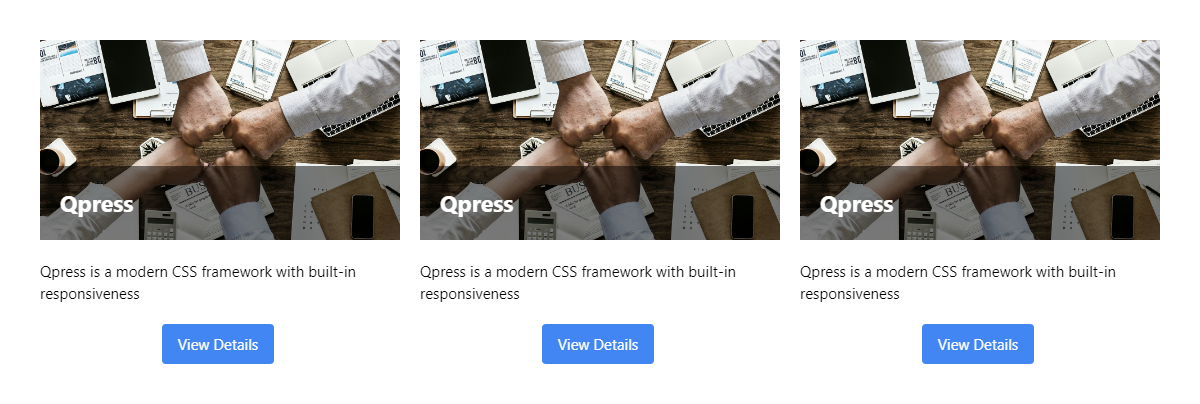 Qpress
Qpress
Qpress
Qpress is a modern CSS framework with built-in
responsiveness
Qpress is a modern CSS framework with built-in
responsiveness
Qpress is a modern CSS framework with built-in
responsiveness
View Details
View Details
View Details